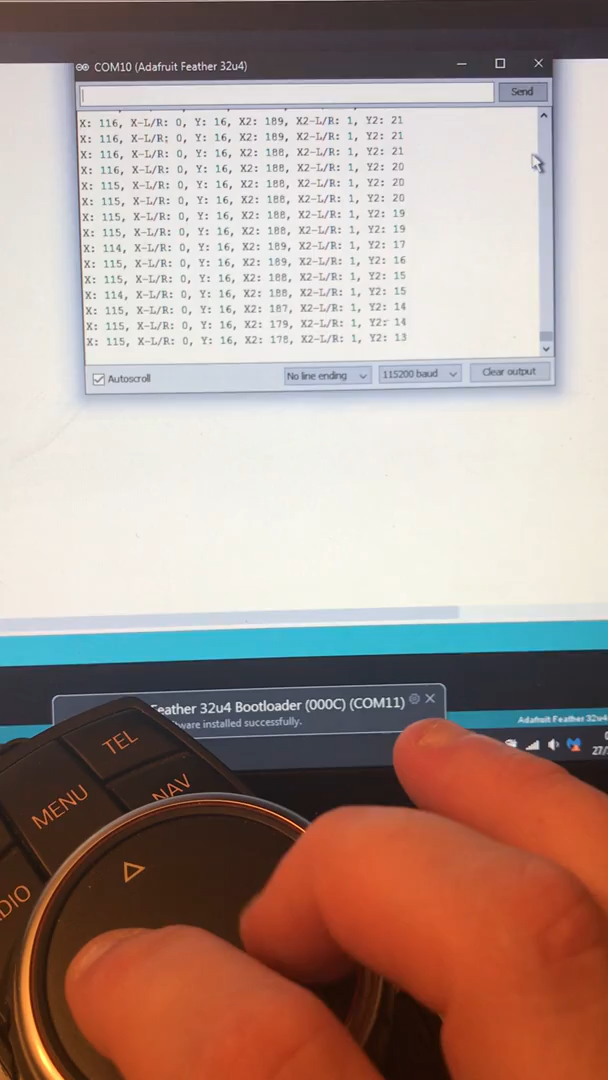 COM10 (Adafruit Feather 32u4)
Send
X: 116, X-L/R: 0, Y: 16, X2: 189, X2-L/R: 1, Y2: 21
X: 116, X-L/R: 0, Y: 16, X2: 189, X2-L/R: 1, Y2: 21
X: 116, X-L/R: 0, Y: 16, X2: 188, X2-L/R: 1, Y2: 21
X: 116, X-L/R: 0, Y: 16, X2: 188, X2-L/R: 1, Y2: 20
X: 115, X-L/R: 0, Y: 16, X2: 188, X2-L/R: 1, Y2: 20
X: 115, X-L/R: 0, Y: 16, X2: 188, X2-L/R: 1, Y2: 20
X: 115, X-L/R: 0, Y: 16, X2: 188, X2-L/R: 1, Y2: 19
X: 115, X-L/R: 0, Y: 16, X2: 188, X2-L/R: 1, Y2: 19
X: 114, X-L/R: 0, Y: 16, X2: 189, X2-L/R: 1, Y2: 17
X: 115, X-L/R: 0, Y: 16, X2: 189, X2-L/R: 1, Y2: 16
X: 115, X-L/R: 0, Y: 16, X2: 188, X2-L/R: 1, Y2: 15
X: 114, X-L/R: 0, Y: 16, X2: 188, X2-L/R: 1, Y2: 15
X: 115, X-L/R: 0, Y: 16, X2: 187, X2-L/R: 1, Y2: 14
X: 115, X-L/R: 0, Y: 16, X2: 179, X2-L/R: 1, Y2: 14
X: 115, X-L/R: 0, Y: 16, X2: 178, X2-L/R: 1, Y2: 13
Autoscroll
No line ending
115200 baud
Clear output
Feather 32u4 Bootloader (000C) (COM11)
ware installed successfully.
Adafruit Feather 32u4
27/
TEL
MENU
NAV
DIO